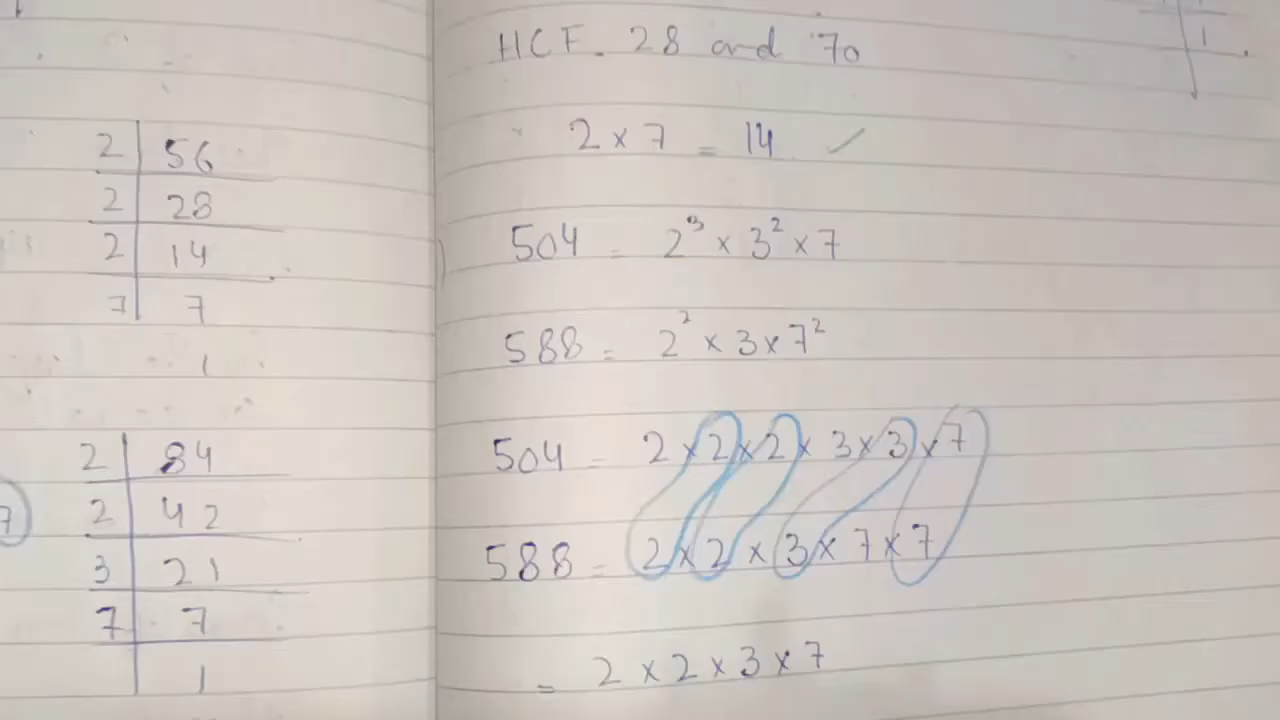 2 | 56
2 | 28
2 | 14
7 | 7
1
2 | 84
2 | 42
3 | 21
7 | 7
1
HCF. 28 and 70
2 × 7 = 14 ✓
504 = 2³ × 3² × 7
588 = 2² × 3 × 7²
504 = 2 × 2 × 2 × 3 × 3 × 7
588 = 2 × 2 × 3 × 7 × 7
= 2 × 2 × 3 × 7